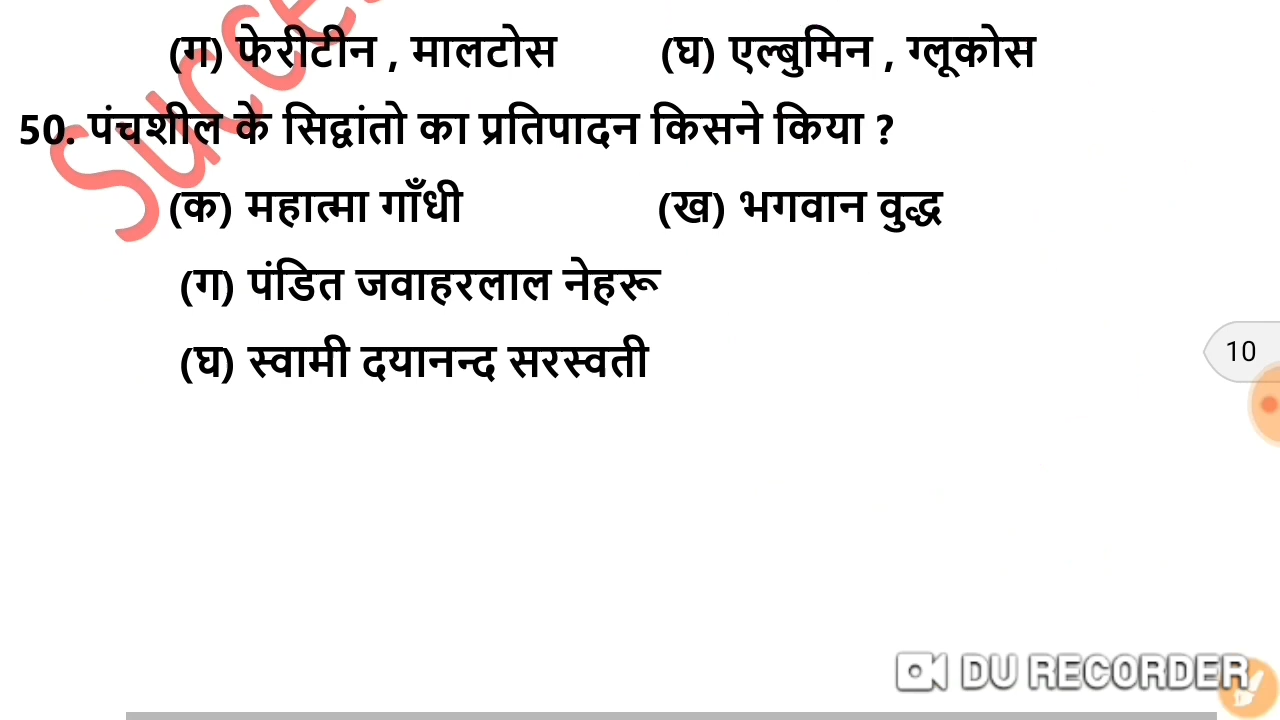 (ग) फेरीटीन , मालटोस (घ) एल्बुमिन , ग्लूकोस
50. पंचशील के सिद्वांतो का प्रतिपादन किसने किया ?
(क) महात्मा गाँधी (ख) भगवान वुद्ध
(ग) पंडित जवाहरलाल नेहरू
(घ) स्वामी दयानन्द सरस्वती
10
DU RECORDER